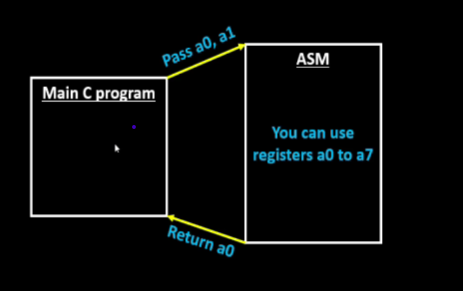 Pass a0, a1
ASM
Main C program
You can use
registers a0 to a7
Return a0